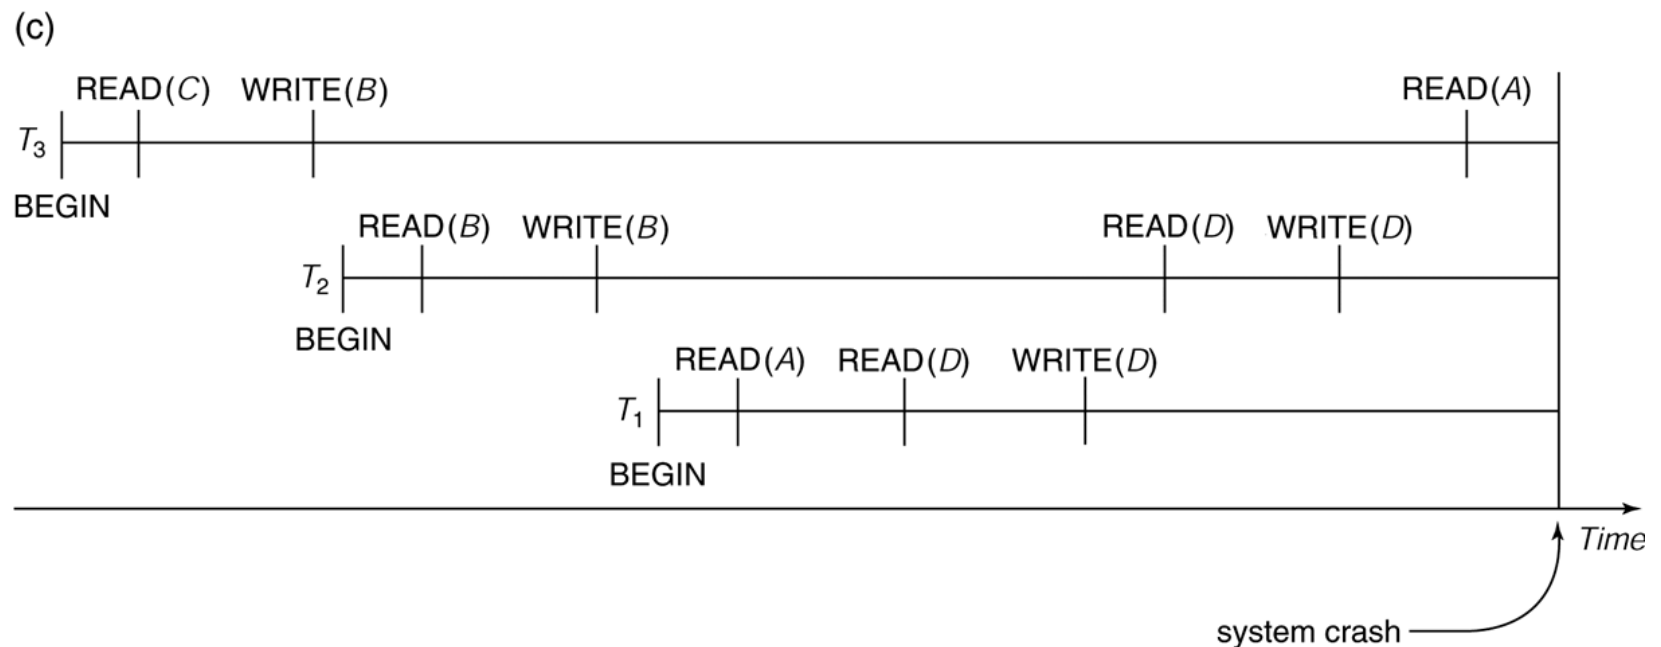 (c)
READ(C) WRITE(B) READ(A)
T3
BEGIN
READ(B) WRITE(B) READ(D) WRITE(D)
T2
BEGIN
READ(A) READ(D) WRITE(D)
T1
BEGIN
Time
system crash